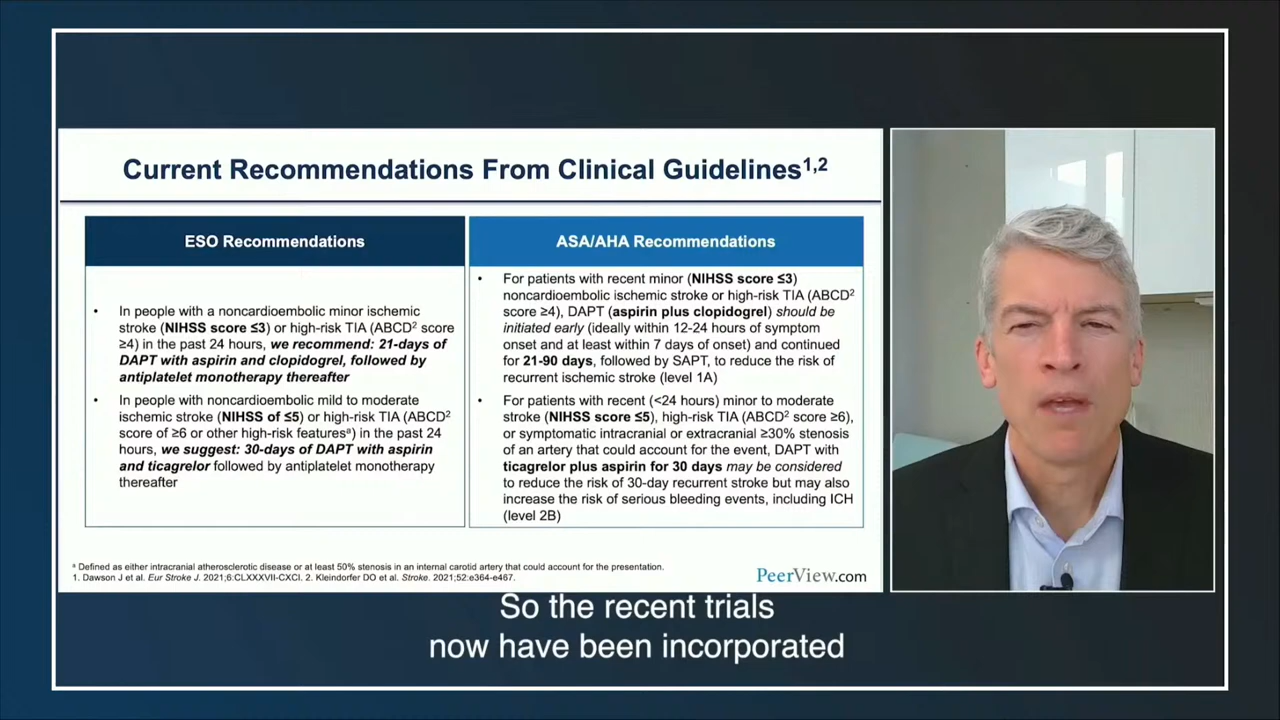 Current Recommendations From Clinical Guidelines1,2
ESO Recommendations
• In people with a noncardioembolic minor ischemic
stroke (NIHSS score ≤3) or high-risk TIA (ABCD² score
≥4) in the past 24 hours, we recommend: 21-days of
DAPT with aspirin and clopidogrel, followed by
antiplatelet monotherapy thereafter
• In people with noncardioembolic mild to moderate
ischemic stroke (NIHSS of ≤5) or high-risk TIA (ABCD²
score of ≥6 or other high-risk featuresª) in the past 24
hours, we suggest: 30-days of DAPT with aspirin
and ticagrelor followed by antiplatelet monotherapy
thereafter
ASA/AHA Recommendations
• For patients with recent minor (NIHSS score ≤3)
noncardioembolic ischemic stroke or high-risk TIA (ABCD²
score ≥4), DAPT (aspirin plus clopidogrel) should be
initiated early (ideally within 12-24 hours of symptom
onset and at least within 7 days of onset) and continued
for 21-90 days, followed by SAPT, to reduce the risk of
recurrent ischemic stroke (level 1A)
• For patients with recent (<24 hours) minor to moderate
stroke (NIHSS score ≤5), high-risk TIA (ABCD² score ≥6),
or symptomatic intracranial or extracranial ≥30% stenosis
of an artery that could account for the event, DAPT with
ticagrelor plus aspirin for 30 days may be considered
to reduce the risk of 30-day recurrent stroke but may also
increase the risk of serious bleeding events, including ICH
(level 2B)
ª Defined as either intracranial atherosclerotic disease or at least 50% stenosis in an internal carotid artery that could account for the presentation.
1. Dawson J et al. Eur Stroke J. 2021;6:CLXXXVII-CXCI. 2. Kleindorfer DO et al. Stroke. 2021;52:e364-e467.
PeerView.com
So the recent trials
now have been incorporated